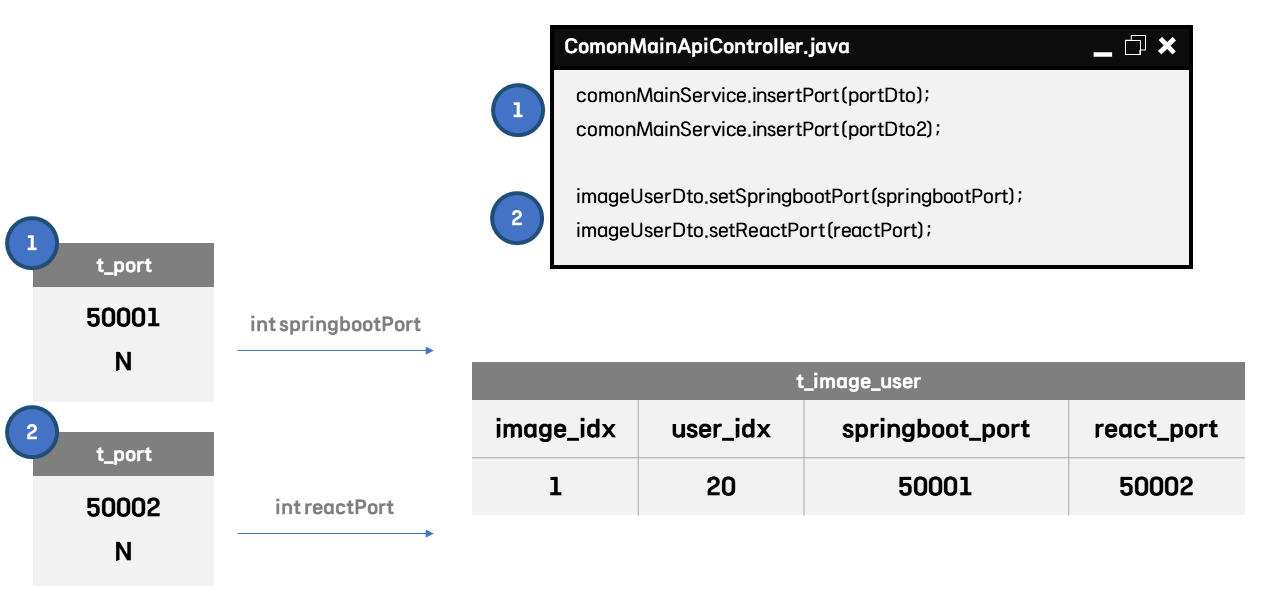 ComonMainApiController.java
1
comonMainService.insertPort(portDto);
comonMainService.insertPort(portDto2);
2
imageUserDto.setSpringbootPort(springbootPort);
imageUserDto.setReactPort(reactPort);
1
t_port
50001
N
int springbootPort
2
t_port
50002
N
int reactPort
t_image_user
image_idx user_idx springboot_port react_port
1 20 50001 50002